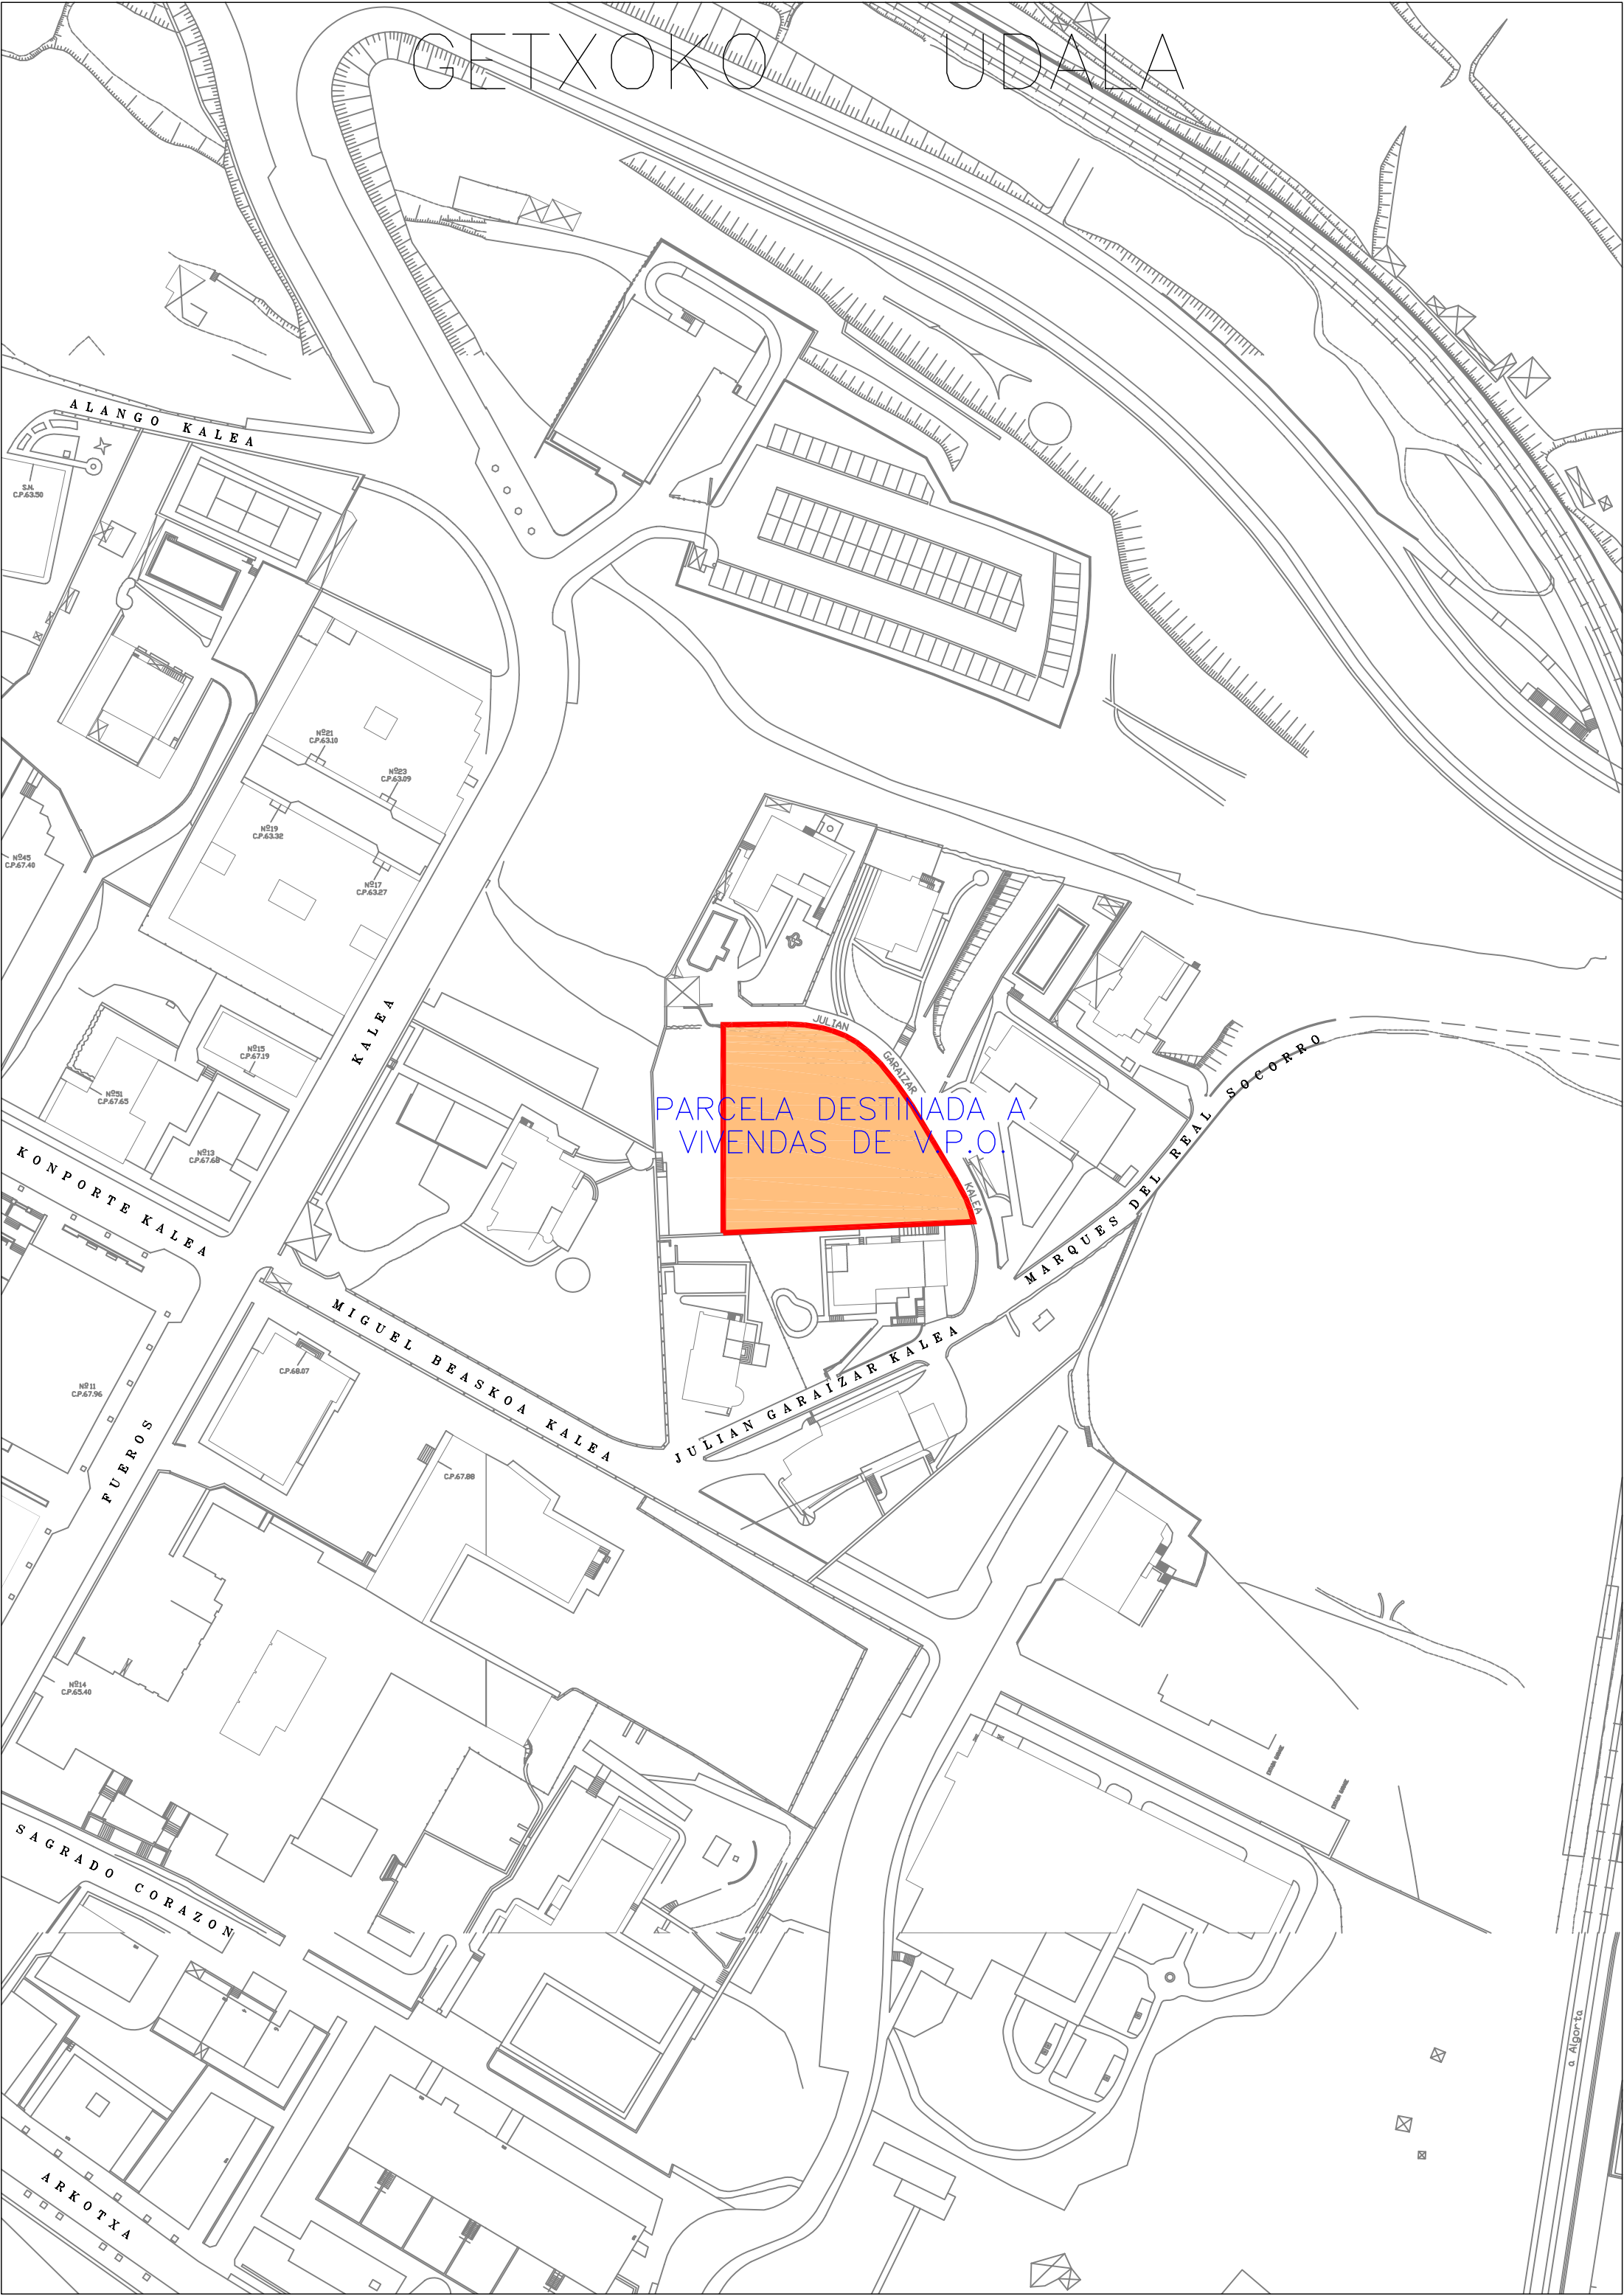 GETXOKO UDALA
ALANGO KALEA
S.N.
C.P.63.50
Nº21
C.P.63.10
Nº23
C.P.63.09
Nº19
C.P.63.32
Nº17
C.P.63.27
Nº45
C.P.67.40
KALEA
JULIAN
GARAIZAR
KALEA
Nº15
C.P.67.19
Nº51
C.P.67.65
Nº13
C.P.67.68
PARCELA DESTINADA A
VIVENDAS DE V.P.O.
MARQUES DEL REAL SOCORRO
KONPORTE KALEA
MIGUEL BEASKOA KALEA
JULIAN GARAIZAR KALEA
C.P.68.07
Nº11
C.P.67.96
FUEROS
C.P.67.88
Nº14
C.P.65.40
SAGRADO CORAZON
a Algorta
ARKOTXA